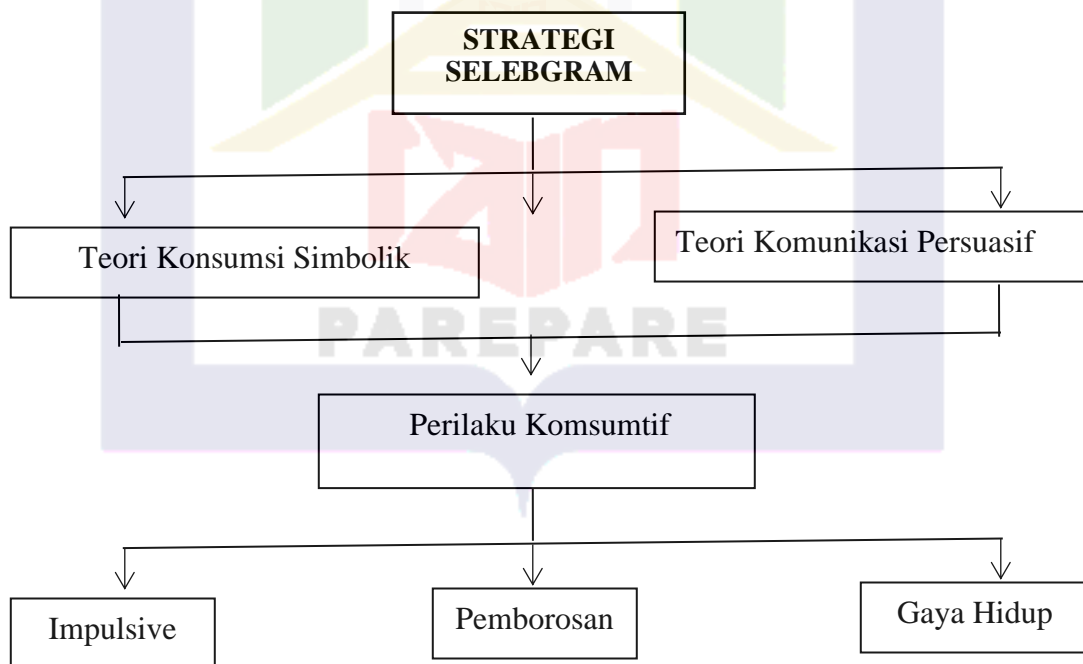 STRATEGI
SELEBGRAM
Teori Konsumsi Simbolik
Teori Komunikasi Persuasif
PAREPARE
Perilaku Komsumtif
Impulsive
Pemborosan
Gaya Hidup